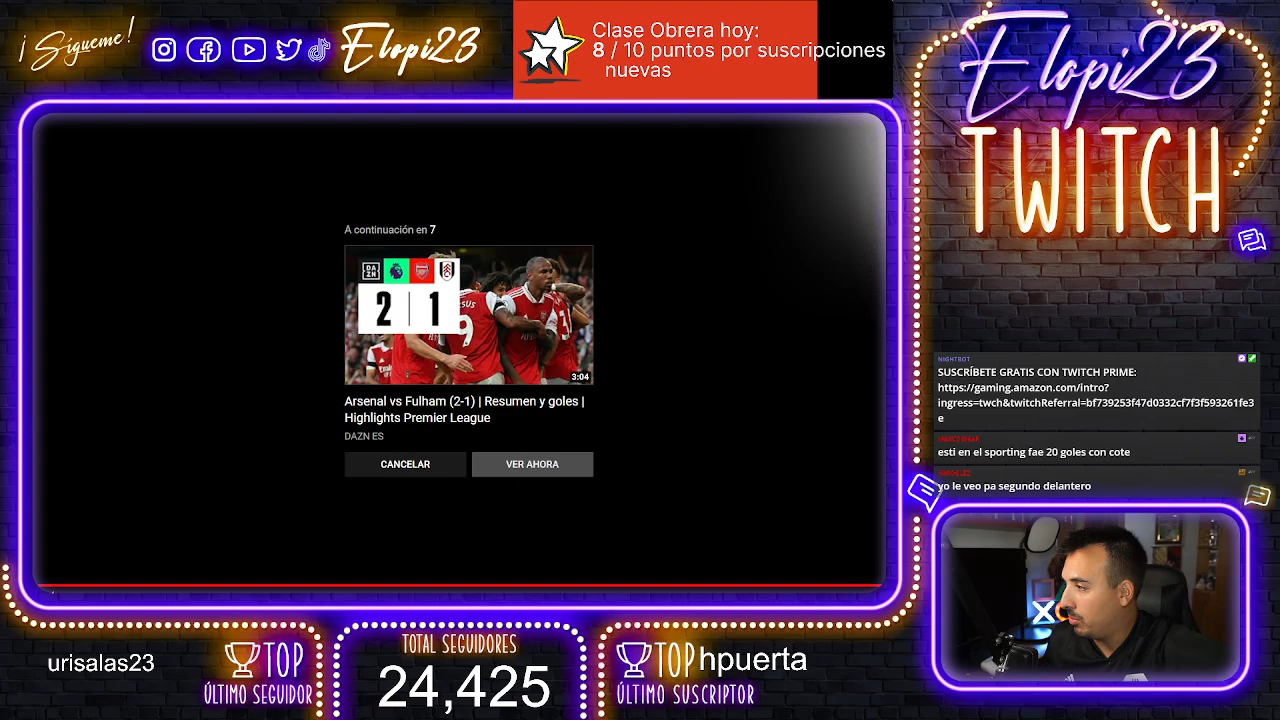 ¡Sígueme!
Elopi23
Clase Obrera hoy:
8 / 10 puntos por suscripciones
nuevas
Elopi23
TWITCH
A continuación en 7
DAZN
2 | 1
3:04
Arsenal vs Fulham (2-1) | Resumen y goles |
Highlights Premier League
DAZN ES
CANCELAR
VER AHORA
NIGHTBOT
SUSCRÍBETE GRATIS CON TWITCH PRIME:
https://gaming.amazon.com/intro?
ingress=twch&twitchReferral=bf739253f47d0332cf7f3f593261fe3
e
esti en el sporting fae 20 goles con cote
yo le veo pa segundo delantero
urisalas23
TOP
ÚLTIMO SEGUIDOR
TOTAL SEGUIDORES
24,425
TOP
hpuerta
ÚLTIMO SUSCRIPTOR